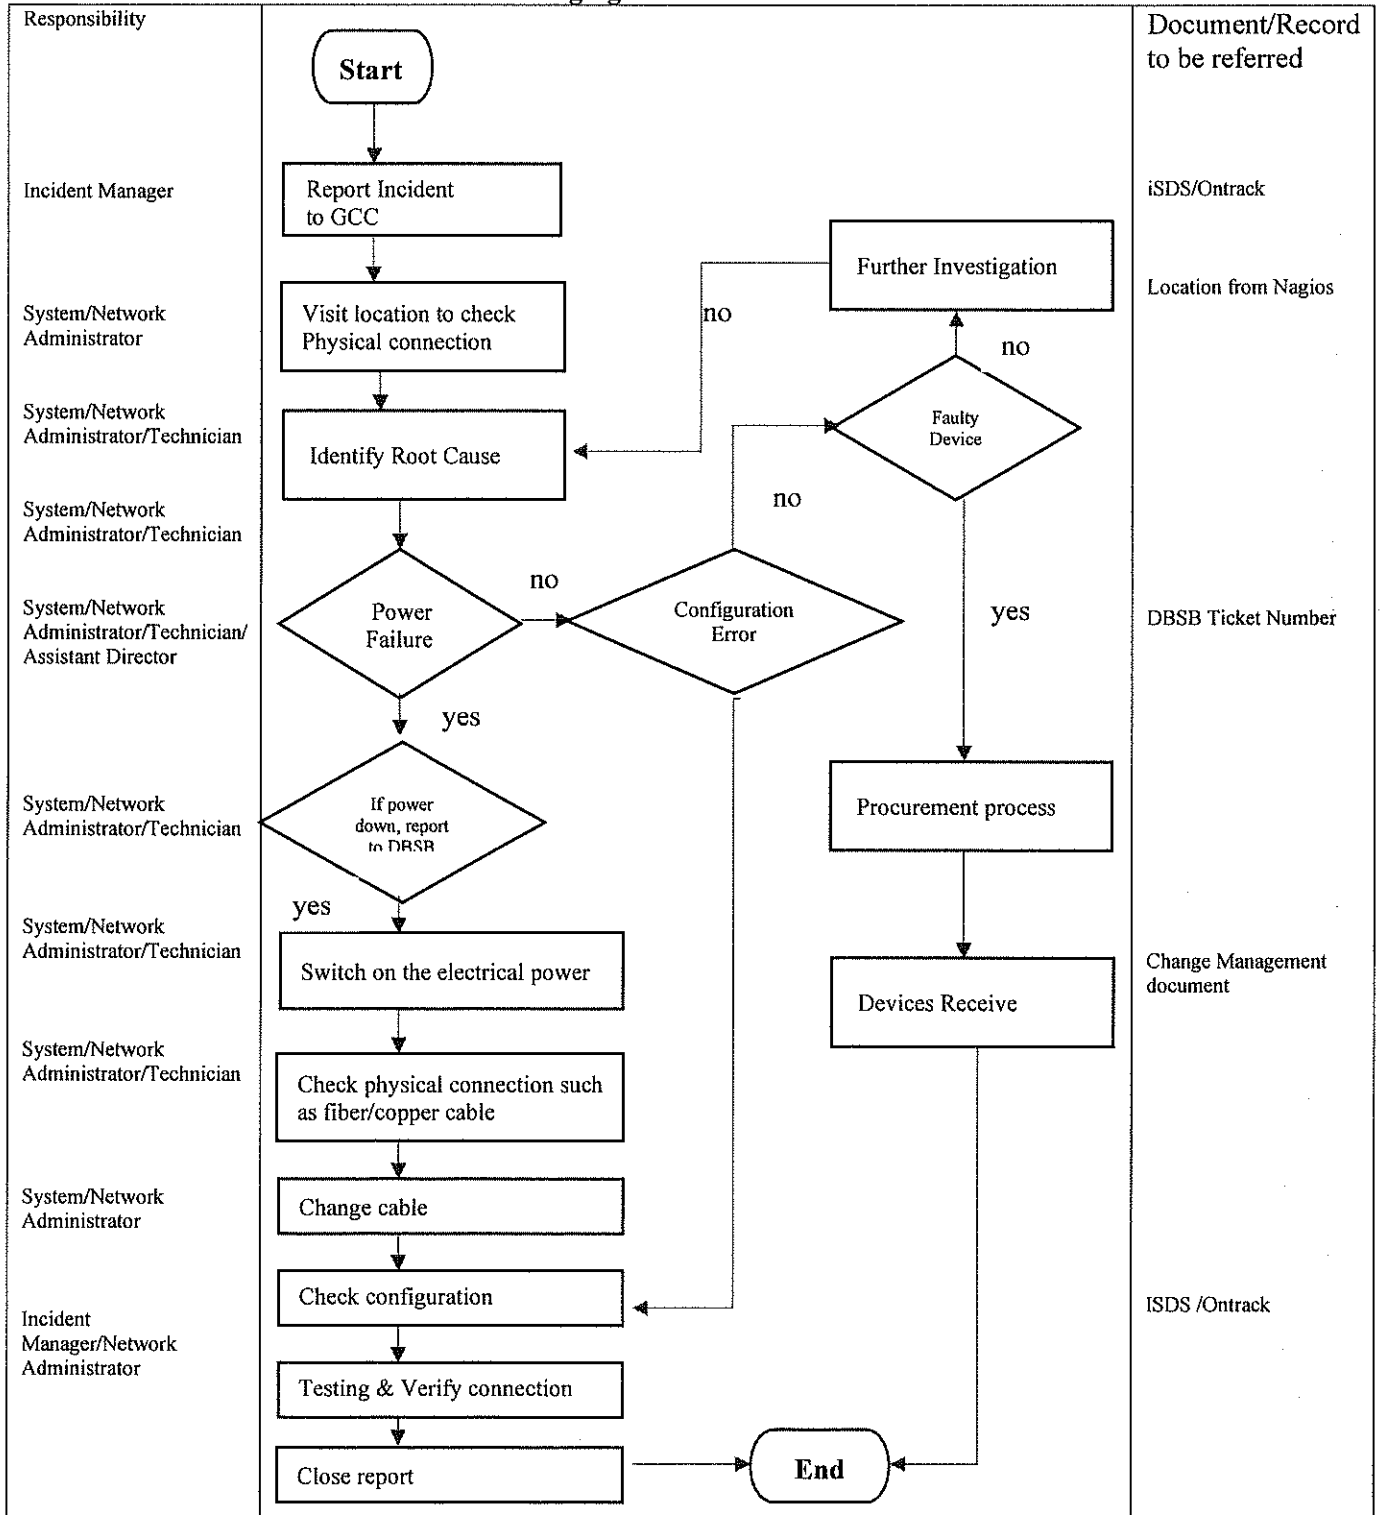 Responsibility
Document/Record
to be referred
Start
Incident Manager
Report Incident
to GCC
iSDS/Ontrack
Further Investigation
Location from Nagios
System/Network
Administrator
Visit location to check
Physical connection
no
no
System/Network
Administrator/Technician
Identify Root Cause
Faulty
Device
no
System/Network
Administrator/Technician
System/Network
Administrator/Technician/
Assistant Director
Power
Failure
no
Configuration
Error
yes
DBSB Ticket Number
yes
System/Network
Administrator/Technician
If power
down, report
to DBSB
Procurement process
yes
System/Network
Administrator/Technician
Switch on the electrical power
Devices Receive
Change Management
document
System/Network
Administrator/Technician
Check physical connection such
as fiber/copper cable
System/Network
Administrator
Change cable
Check configuration
ISDS /Ontrack
Incident
Manager/Network
Administrator
Testing & Verify connection
Close report
End